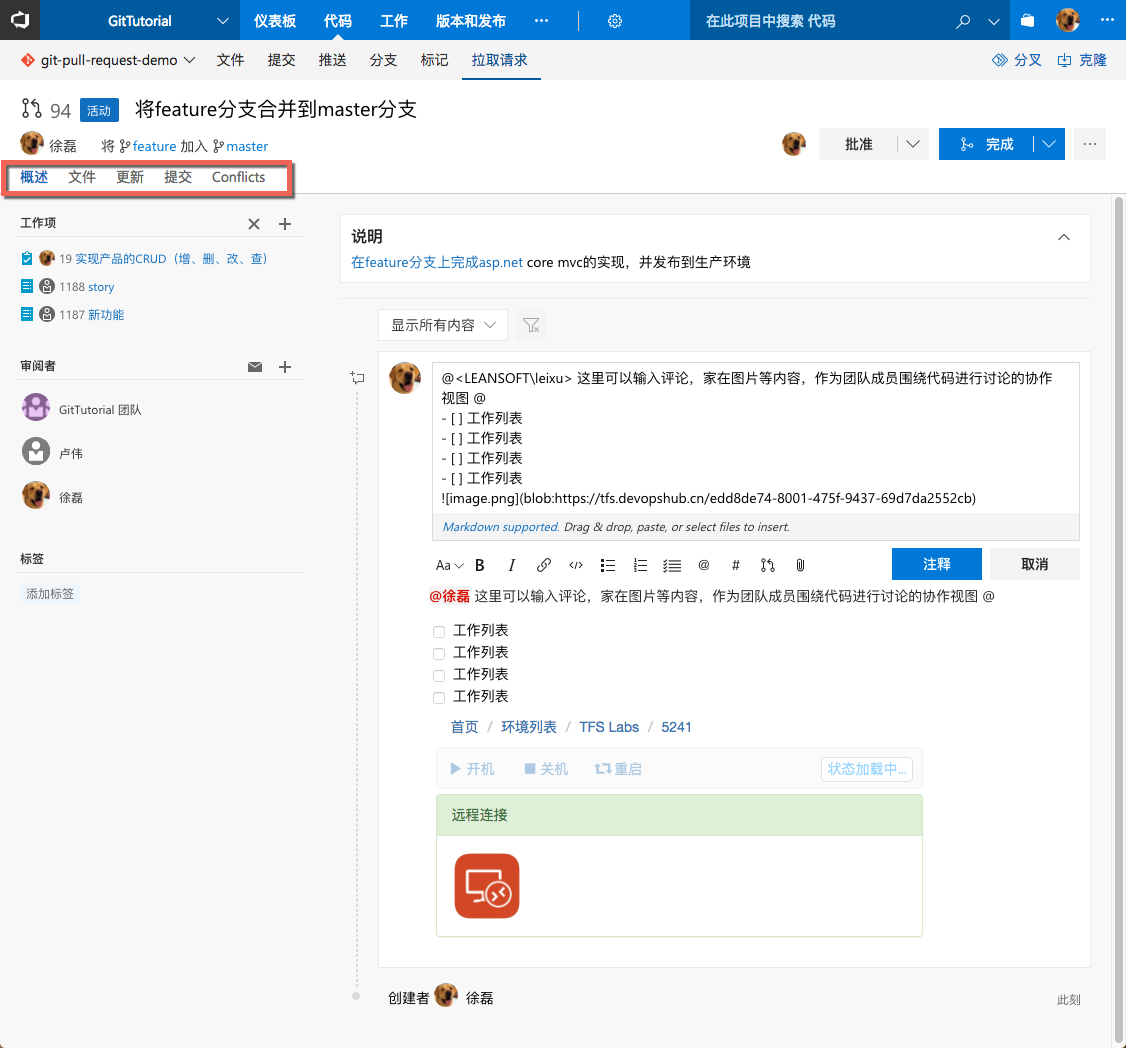 GitTutorial 仪表板 代码 工作 版本和发布 ··· 在此项目中搜索 代码 ···
git-pull-request-demo 文件 提交 推送 分支 标记 拉取请求 分叉 克隆
94 活动 将feature分支合并到master分支
徐磊 将 feature 加入 master 批准 完成 ···
概述 文件 更新 提交 Conflicts
工作项
19 实现产品的CRUD（增、删、改、查）
1188 story
1187 新功能
审阅者
GitTutorial 团队
卢伟
徐磊
标签
添加标签
说明
在feature分支上完成asp.net core mvc的实现，并发布到生产环境
显示所有内容
@<LEANSOFT\leixu> 这里可以输入评论，家在图片等内容，作为团队成员围绕代码进行讨论的协作
视图 @
- [ ] 工作列表
- [ ] 工作列表
- [ ] 工作列表
- [ ] 工作列表
![image.png](blob:https://tfs.devopshub.cn/edd8de74-8001-475f-9437-69d7da2552cb)
Markdown supported. Drag & drop, paste, or select files to insert.
Aa B I </> @ # 注释 取消
@徐磊 这里可以输入评论，家在图片等内容，作为团队成员围绕代码进行讨论的协作视图 @
工作列表
工作列表
工作列表
工作列表
首页 / 环境列表 / TFS Labs / 5241
开机 关机 重启 状态加载中...
远程连接
创建者 徐磊 此刻